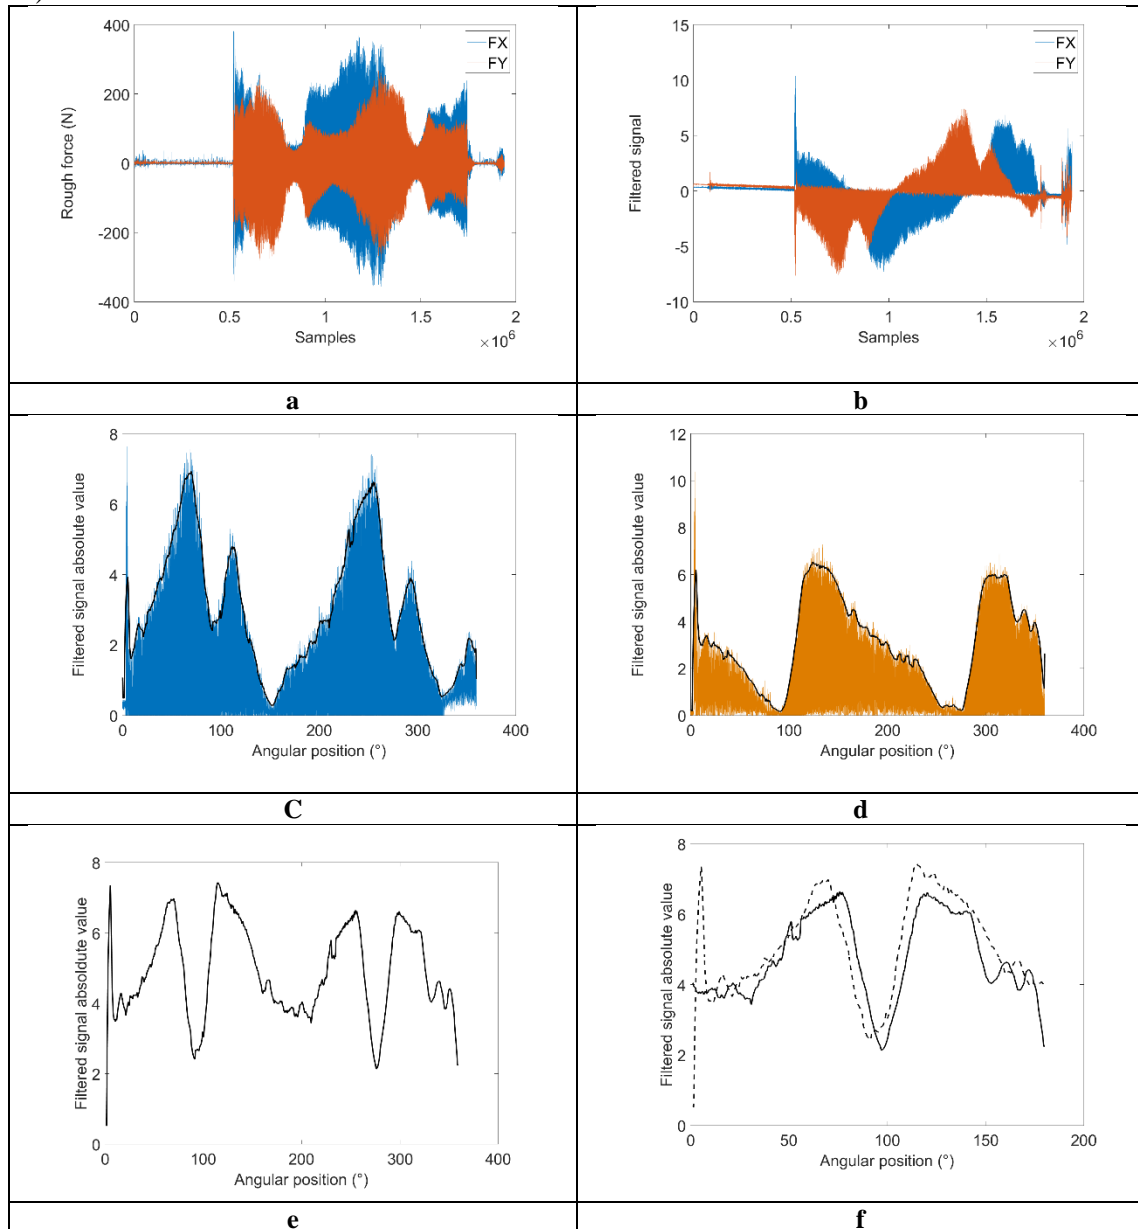 )
400
200
0
-200
-400
Rough force (N)
FX
FY
0 0.5 1 1.5 2
Samples
×10⁶
15
10
5
0
-5
-10
Filtered signal
FX
FY
0 0.5 1 1.5 2
Samples
×10⁶
a
b
8
6
4
2
0
Filtered signal absolute value
0 100 200 300 400
Angular position (°)
12
10
8
6
4
2
0
Filtered signal absolute value
0 100 200 300 400
Angular position (°)
C
d
8
6
4
2
0
Filtered signal absoldute value
0 100 200 300 400
Angular position (°)
8
6
4
2
0
Filtered signal absolute value
0 50 100 150 200
Angular position (°)
e
f